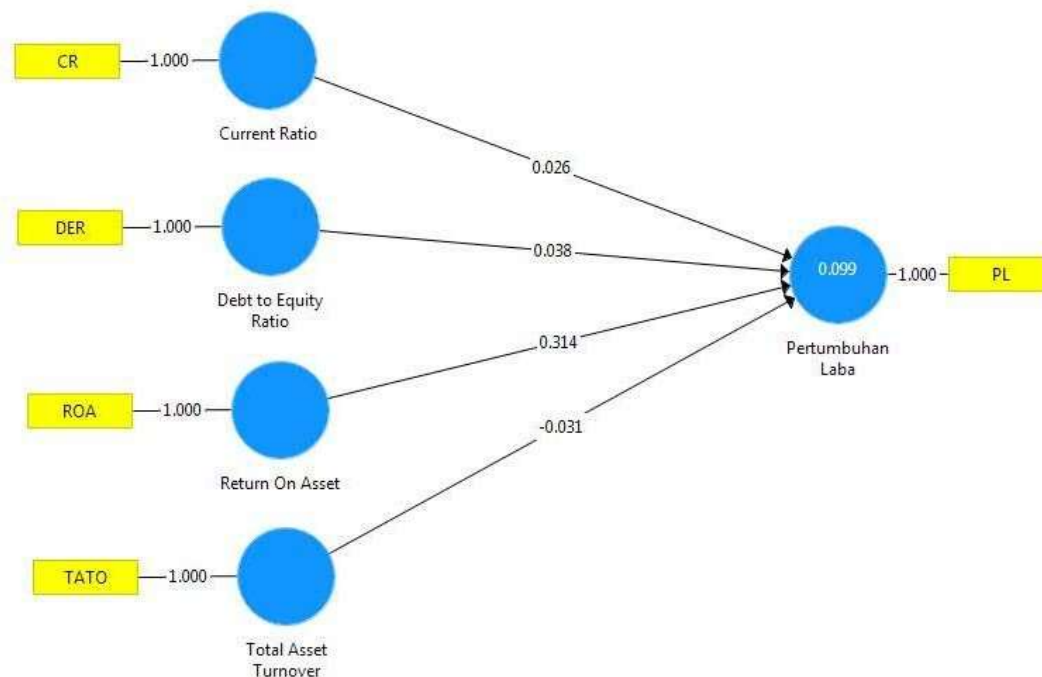 CR
1.000
Current Ratio
0.026
DER
1.000
Debt to Equity
Ratio
0.038
0.099
1.000
PL
Pertumbuhan
Laba
ROA
1.000
Return On Asset
0.314
-0.031
TATO
1.000
Total Asset
Turnover